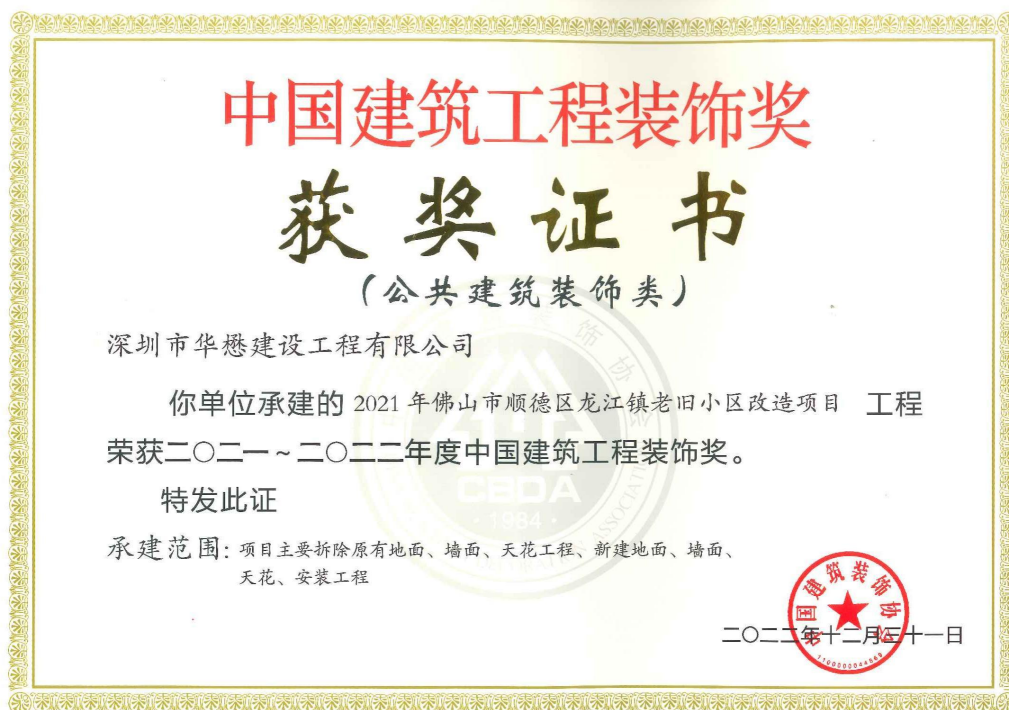 中国建筑工程装饰奖
获奖证书
（公共建筑装饰类）
深圳市华懋建设工程有限公司
你单位承建的 2021年佛山市顺德区龙江镇老旧小区改造项目 工程
荣获二〇二一~二〇二二年度中国建筑工程装饰奖。
特发此证
承建范围：项目主要拆除原有地面、墙面、天花工程、新建地面、墙面、
天花、安装工程
中国建筑装饰协会
二〇二二年十二月三十一日
CBDA
·1984·